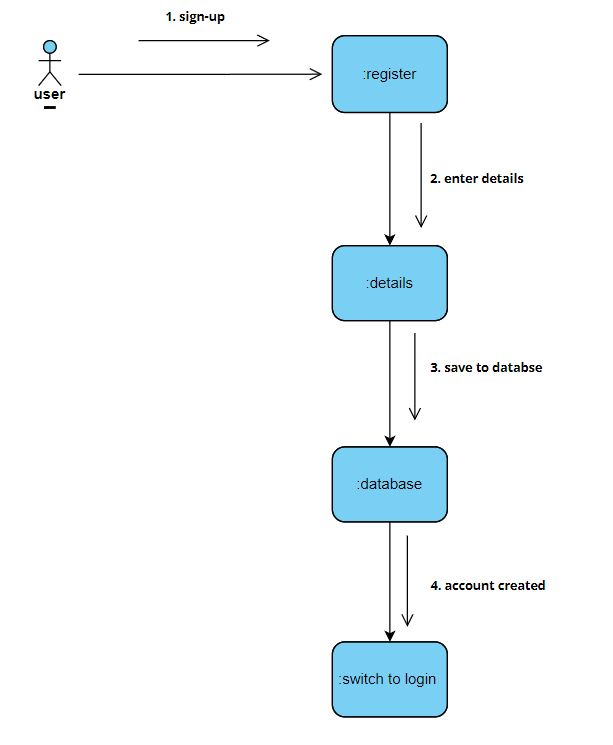 1. sign-up
:register
user
2. enter details
:details
3. save to databse
:database
4. account created
:switch to login